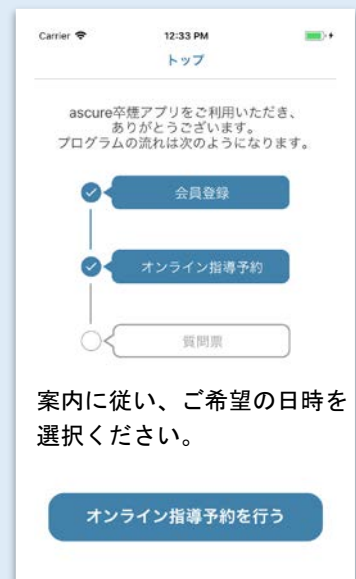 Carrier 12:33 PM
トップ
ascure卒煙アプリをご利用いただき、
ありがとうございます。
プログラムの流れは次のようになります。
会員登録
オンライン指導予約
質問票
案内に従い、ご希望の日時を
選択ください。
オンライン指導予約を行う